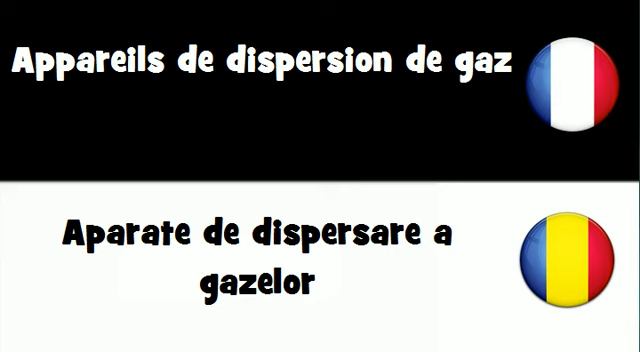 Appareils de dispersion de gaz
Aparate de dispersare a
gazelor